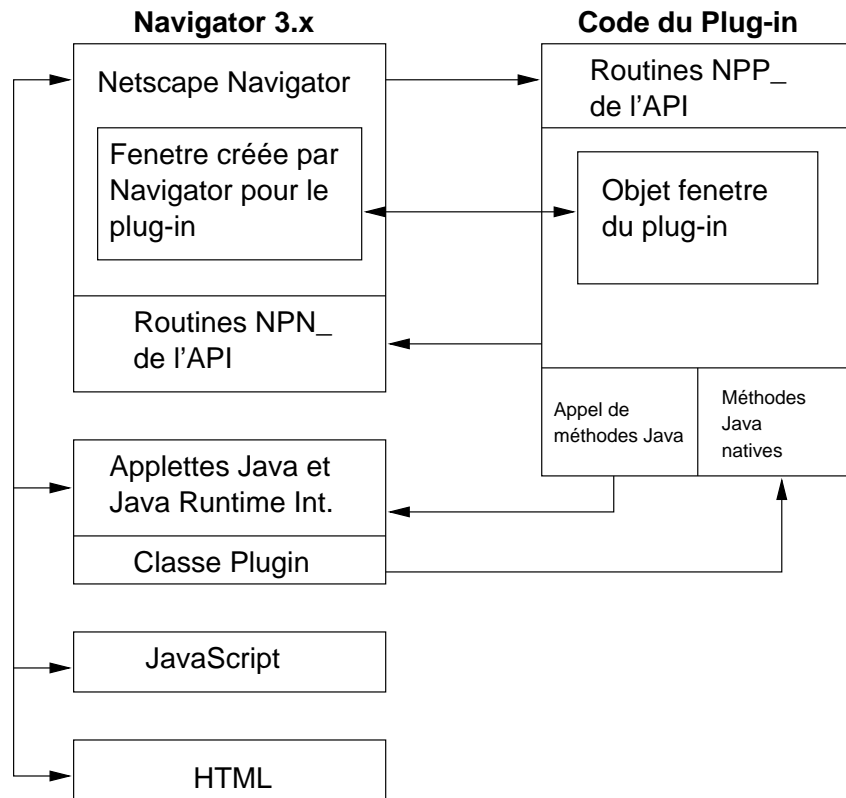 Navigator 3.x
Netscape Navigator
Fenetre créée par
Navigator pour le
plug-in
Routines NPN_
de l'API
Applettes Java et
Java Runtime Int.
Classe Plugin
JavaScript
HTML
Code du Plug-in
Routines NPP_
de l'API
Objet fenetre
du plug-in
Appel de
méthodes Java
Méthodes
Java
natives